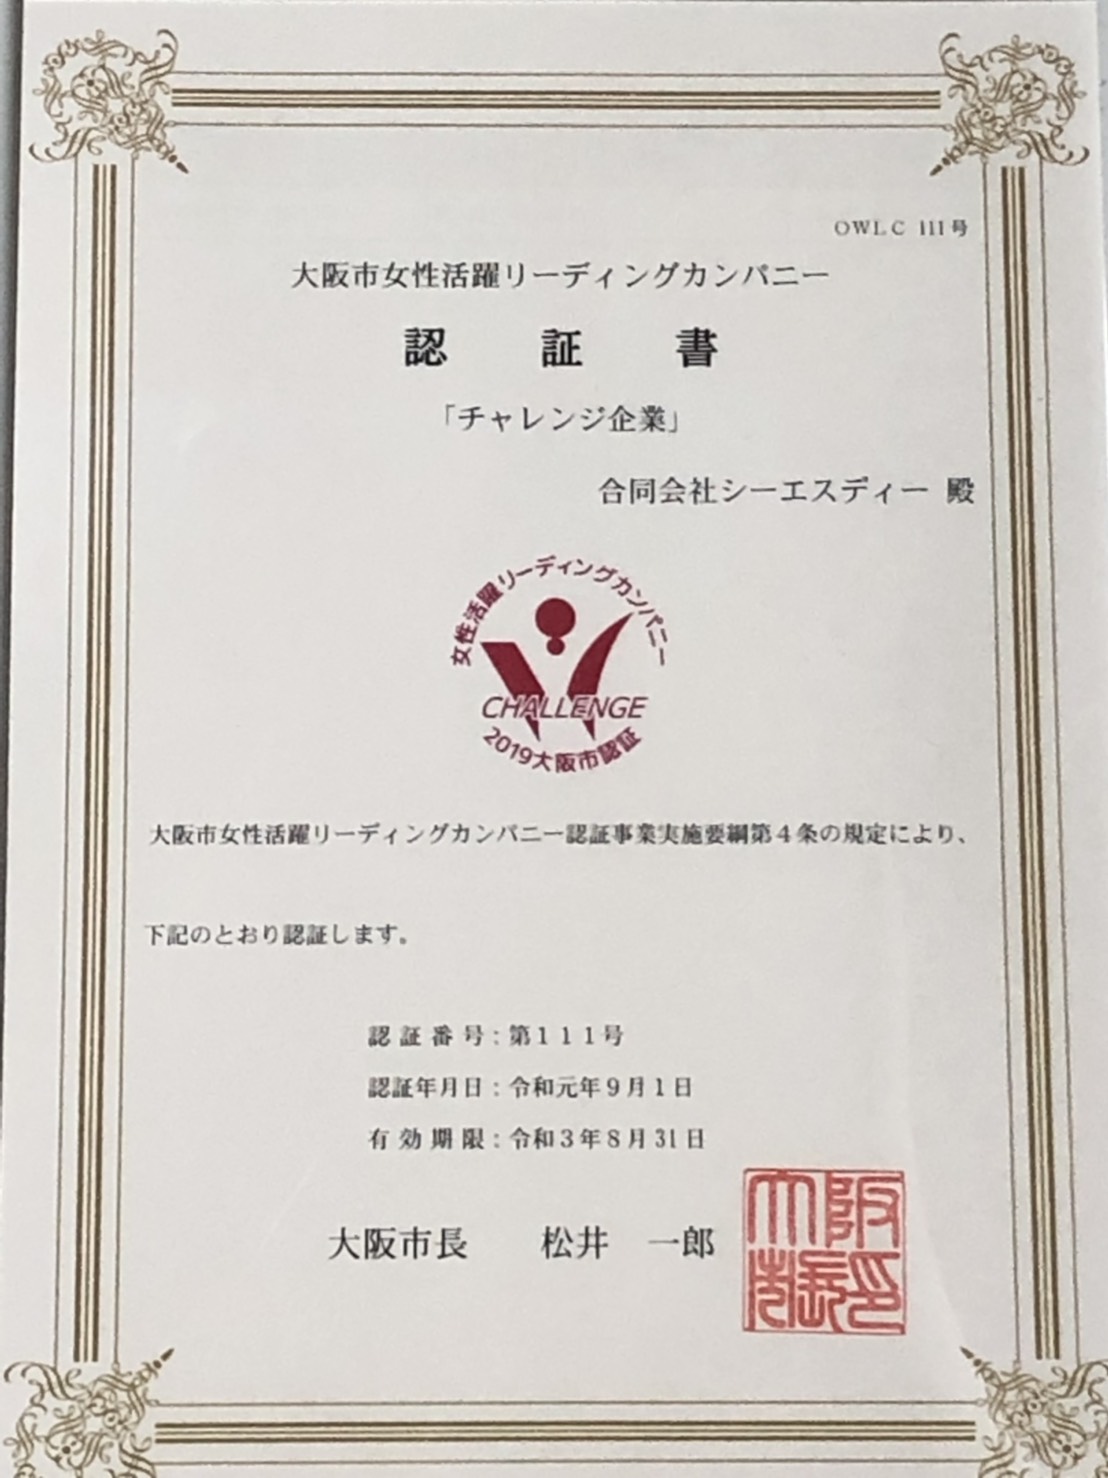 OWLC 111号
大阪市女性活躍リーディングカンパニー
認 証 書
「チャレンジ企業」
合同会社シーエスディー 殿
女性活躍リーディングカンパニー
CHALLENGE
2019大阪市認証
大阪市女性活躍リーディングカンパニー認証事業実施要綱第４条の規定により、
下記のとおり認証します。
認証番号：第１１１号
認証年月日：令和元年９月１日
有効期限：令和３年８月31日
大阪市長 松井 一郎
大阪市長印